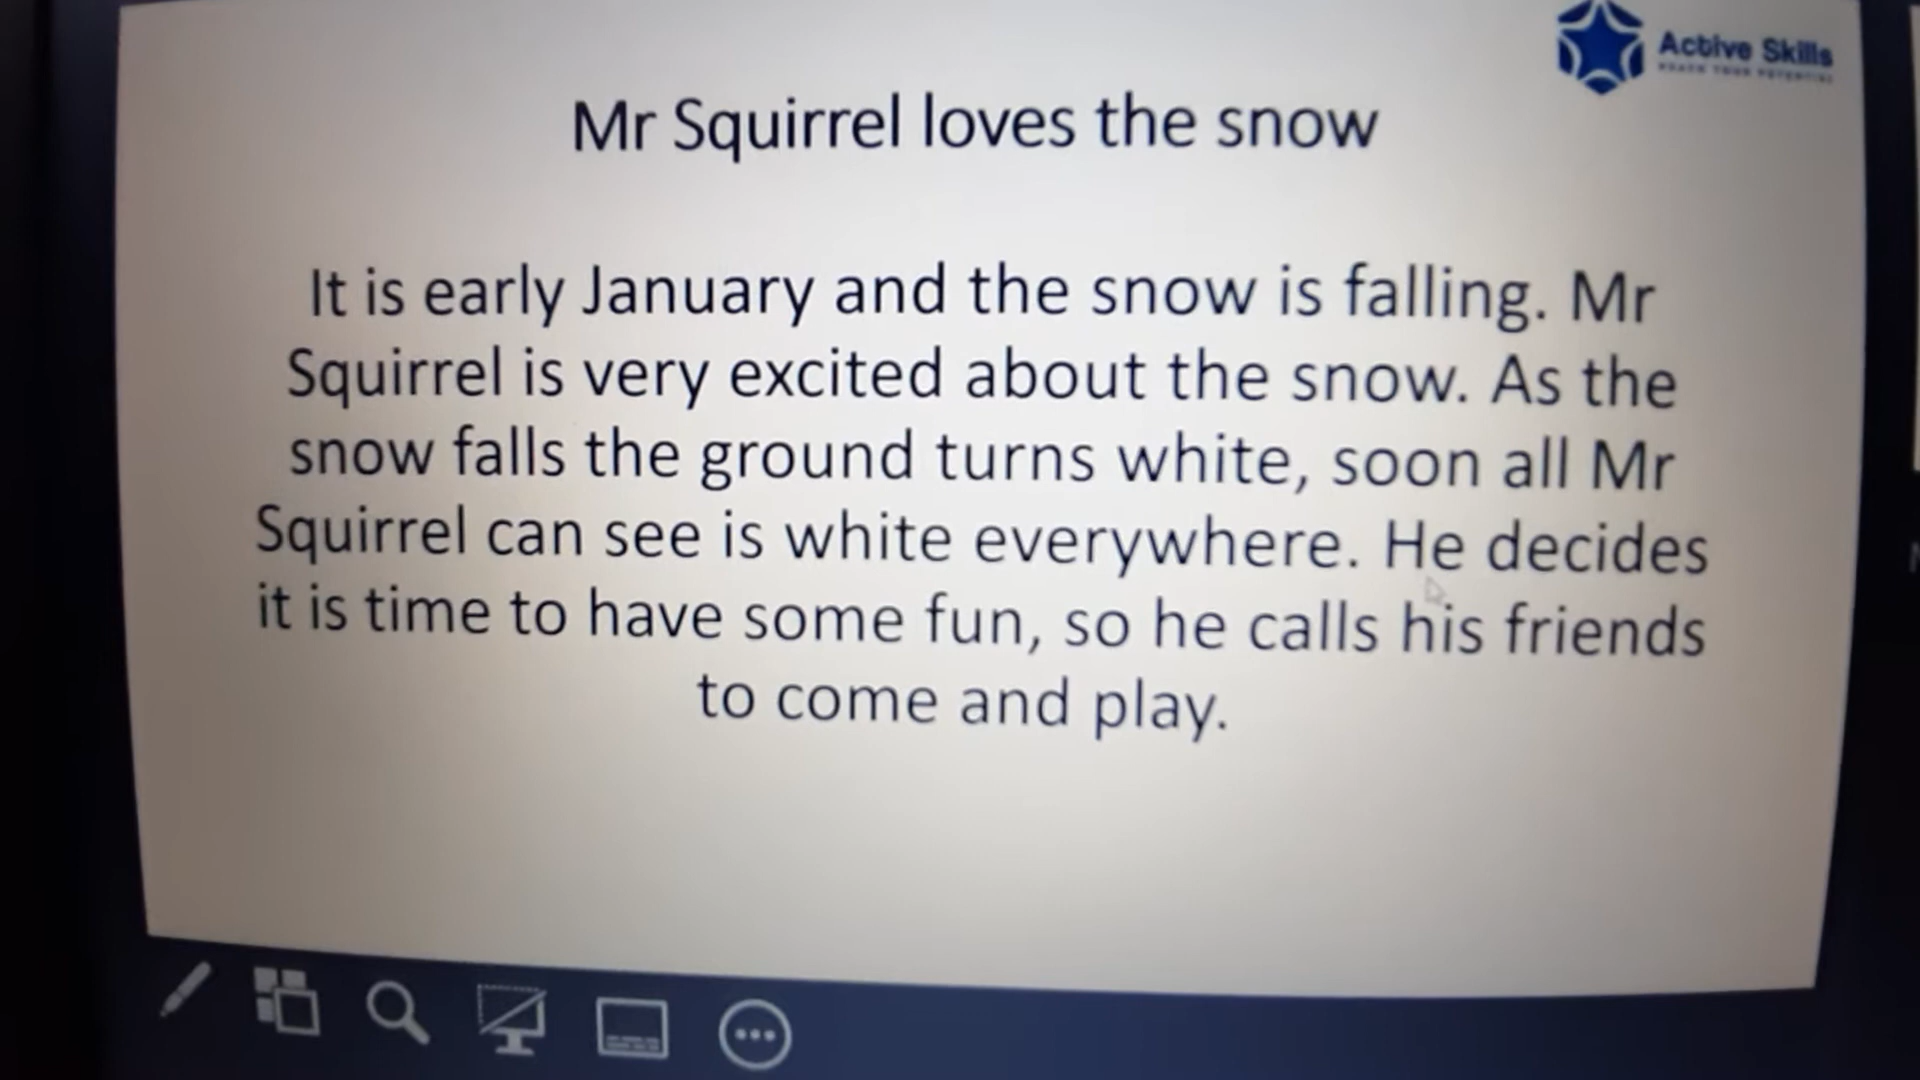 Active Skills
REACH YOUR POTENTIAL
Mr Squirrel loves the snow
It is early January and the snow is falling. Mr
Squirrel is very excited about the snow. As the
snow falls the ground turns white, soon all Mr
Squirrel can see is white everywhere. He decides
it is time to have some fun, so he calls his friends
to come and play.